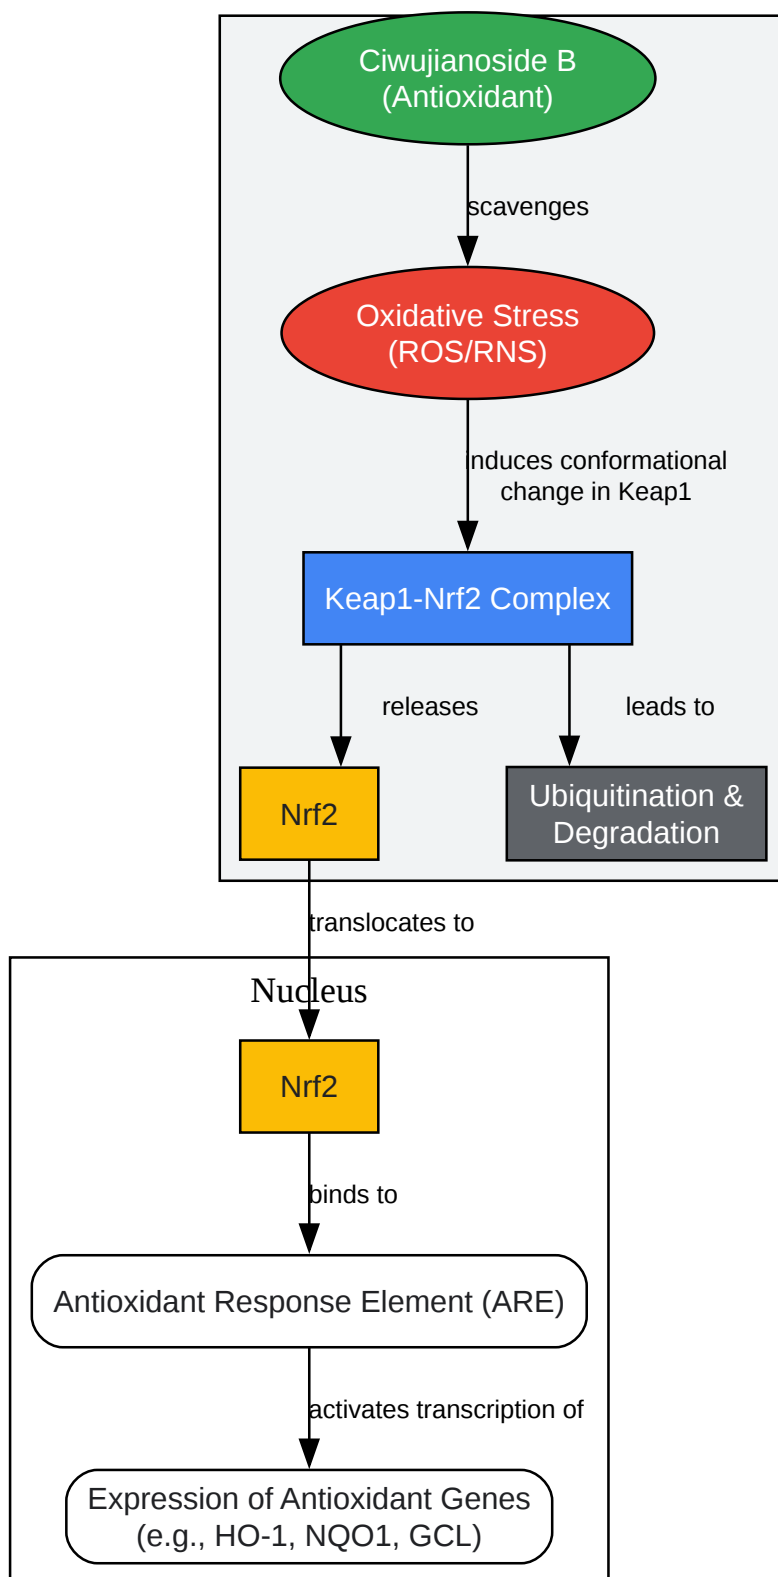 Ciwujianoside B
(Antioxidant)
scavenges
Oxidative Stress
(ROS/RNS)
induces conformational
change in Keap1
Keap1-Nrf2 Complex
releases
leads to
Nrf2
Ubiquitination &
Degradation
translocates to
Nucleus
Nrf2
binds to
Antioxidant Response Element (ARE)
activates transcription of
Expression of Antioxidant Genes
(e.g., HO-1, NQO1, GCL)